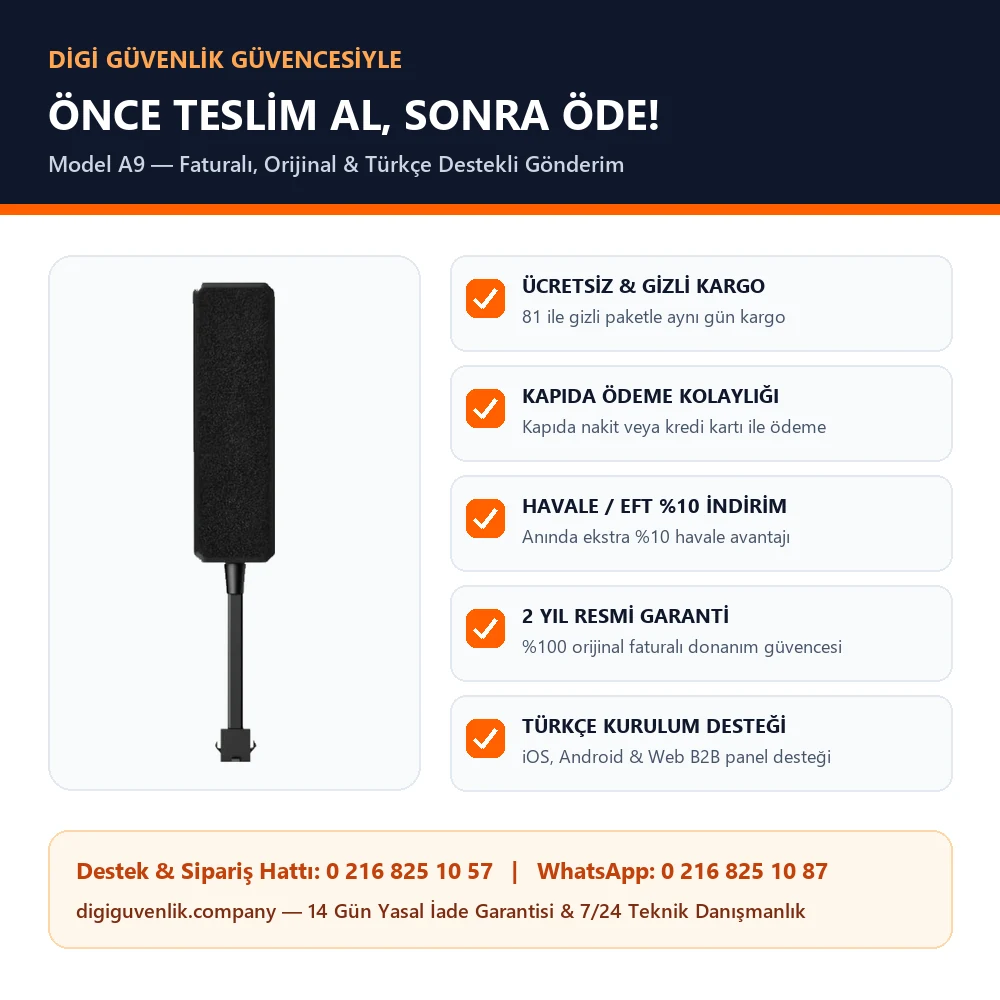 DİGİ GÜVENLİK GÜVENCESİYLE
ÖNCE TESLİM AL, SONRA ÖDE!
Model A9 — Faturalı, Orijinal & Türkçe Destekli Gönderim
ÜCRETSİZ & GİZLİ KARGO
81 ile gizli paketle aynı gün kargo
KAPIDA ÖDEME KOLAYLIĞI
Kapıda nakit veya kredi kartı ile ödeme
HAVALE / EFT %10 İNDİRİM
Anında ekstra %10 havale avantajı
2 YIL RESMİ GARANTİ
%100 orijinal faturalı donanım güvencesi
TÜRKÇE KURULUM DESTEĞİ
iOS, Android & Web B2B panel desteği
Destek & Sipariş Hattı: 0 216 825 10 57 | WhatsApp: 0 216 825 10 87
digiguvenlik.company — 14 Gün Yasal İade Garantisi & 7/24 Teknik Danışmanlık